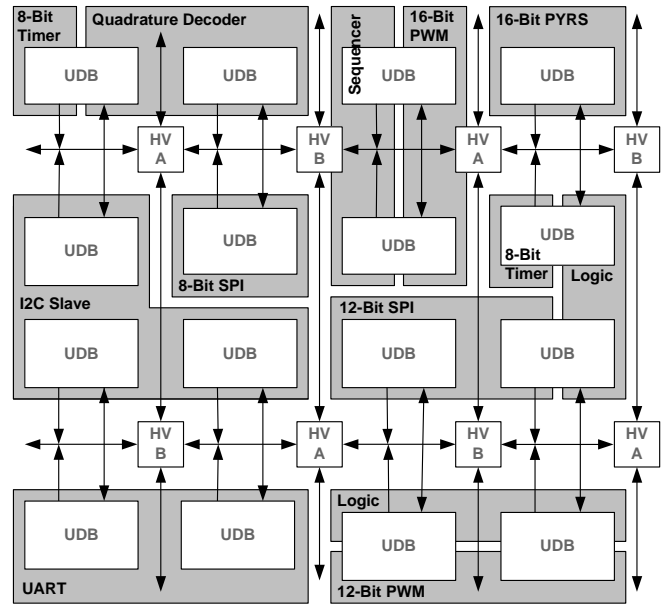 8-Bit
Timer
Quadrature Decoder
Sequencer
16-Bit
PWM
16-Bit PYRS
UDB
UDB
UDB
UDB
HV
A
HV
B
HV
A
HV
B
UDB
UDB
UDB
UDB
8-Bit
Timer
Logic
8-Bit SPI
I2C Slave
12-Bit SPI
UDB
UDB
UDB
UDB
HV
B
HV
A
HV
B
HV
A
Logic
UDB
UDB
UDB
UDB
UART
12-Bit PWM